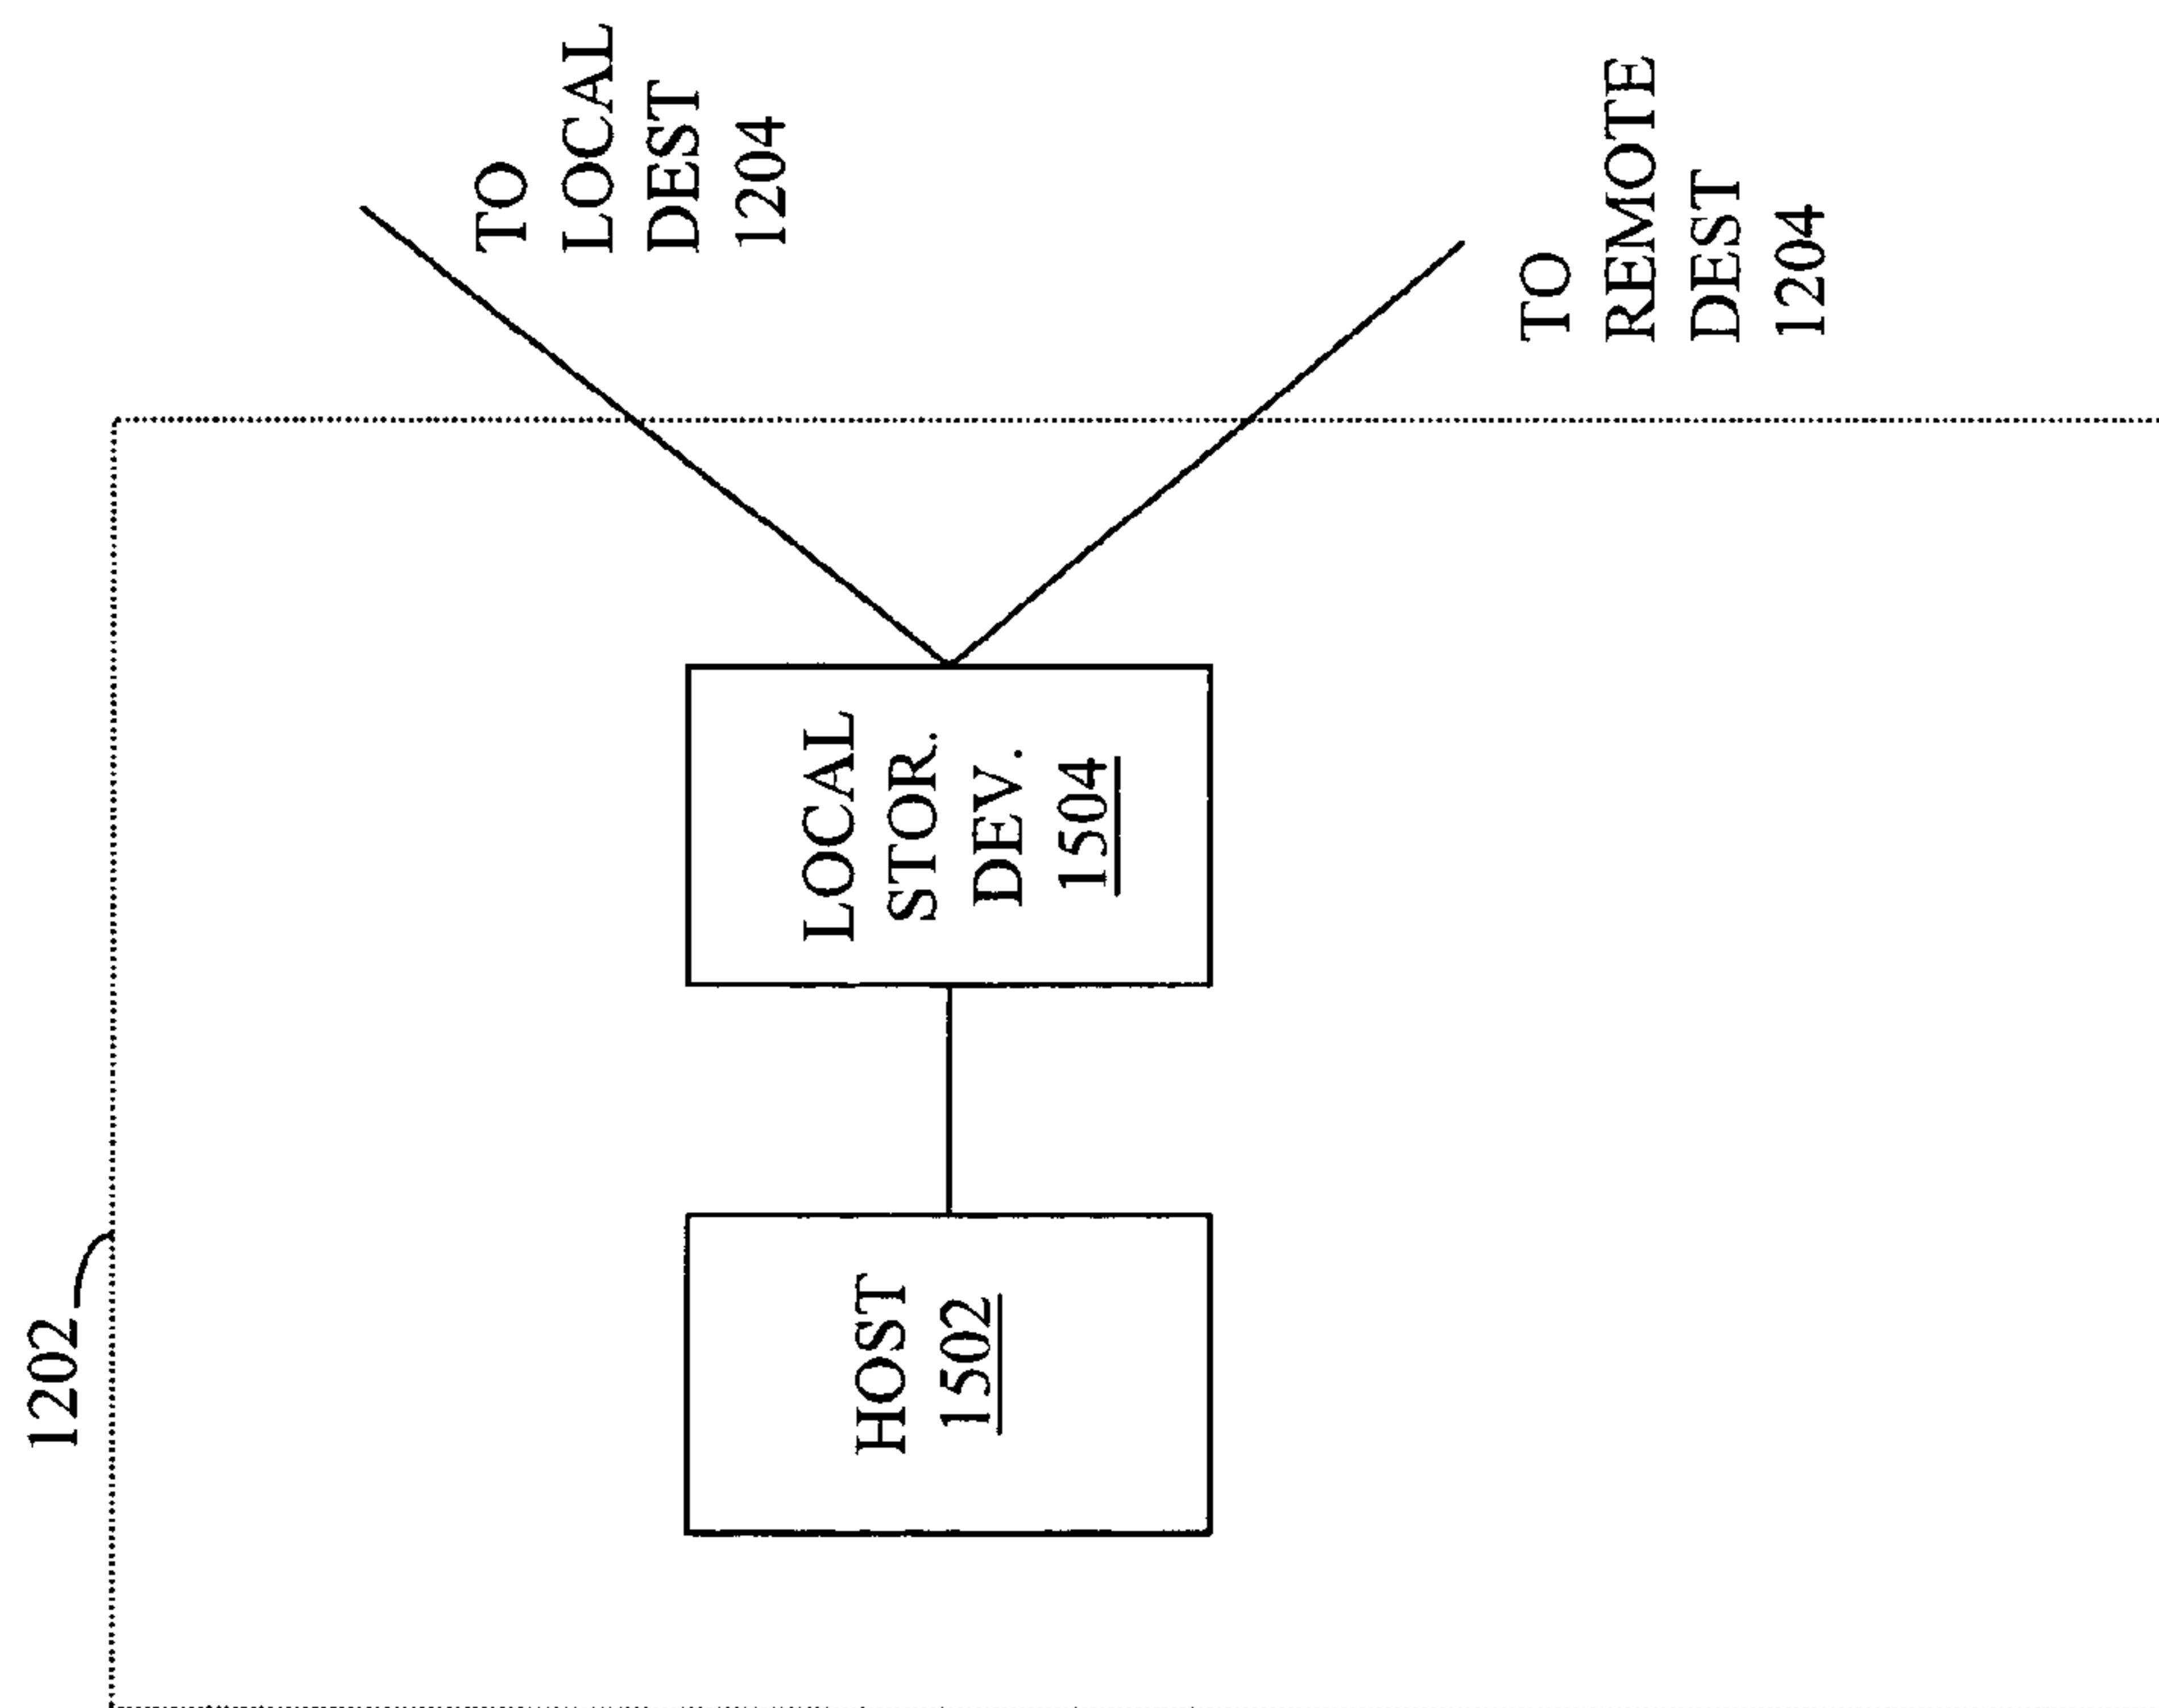 1202
HOST
1502
LOCAL
STOR.
DEV.
1504
TO
LOCAL
DEST
1204
TO
REMOTE
DEST
1204